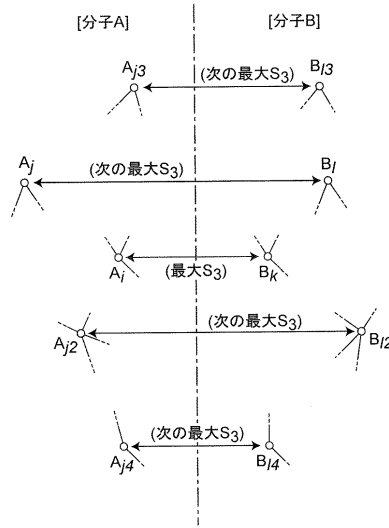 [分子A] [分子B]
Aj3 (次の最大S3) Bl3
Aj (次の最大S3) Bl
Ai (最大S3) Bk
Aj2 (次の最大S3) Bl2
Aj4 (次の最大S3) Bl4